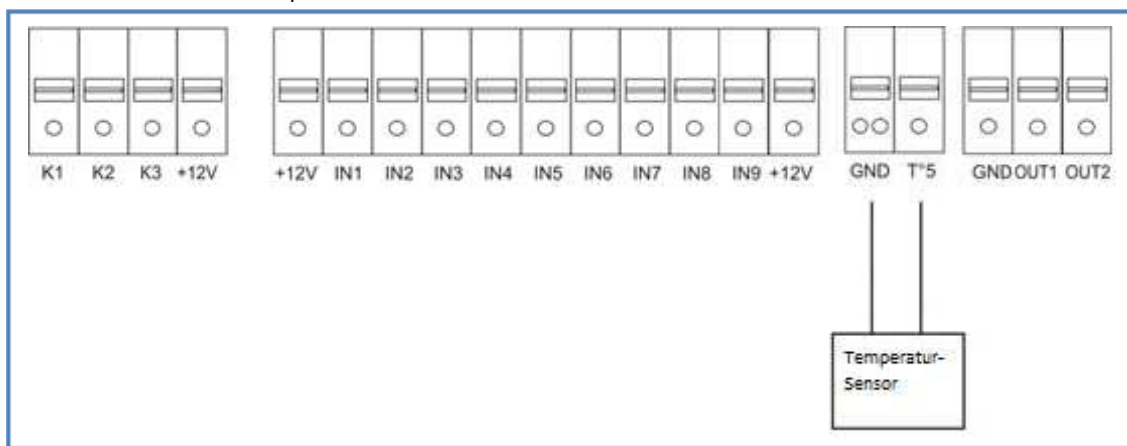 K1 K2 K3 +12V +12V IN1 IN2 IN3 IN4 IN5 IN6 IN7 IN8 IN9 +12V GND T°5 GND OUT1 OUT2
Temperatur-
Sensor